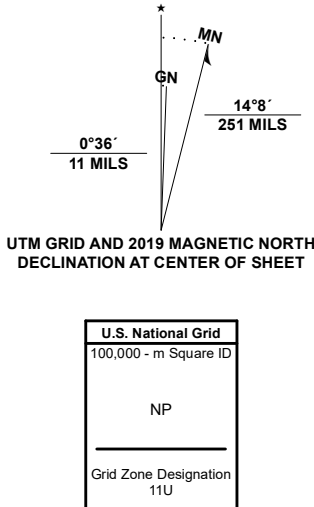 MN
GN
0°36´
11 MILS
14°8´
251 MILS
UTM GRID AND 2019 MAGNETIC NORTH
DECLINATION AT CENTER OF SHEET
U.S. National Grid
100,000 - m Square ID
NP
Grid Zone Designation
11U